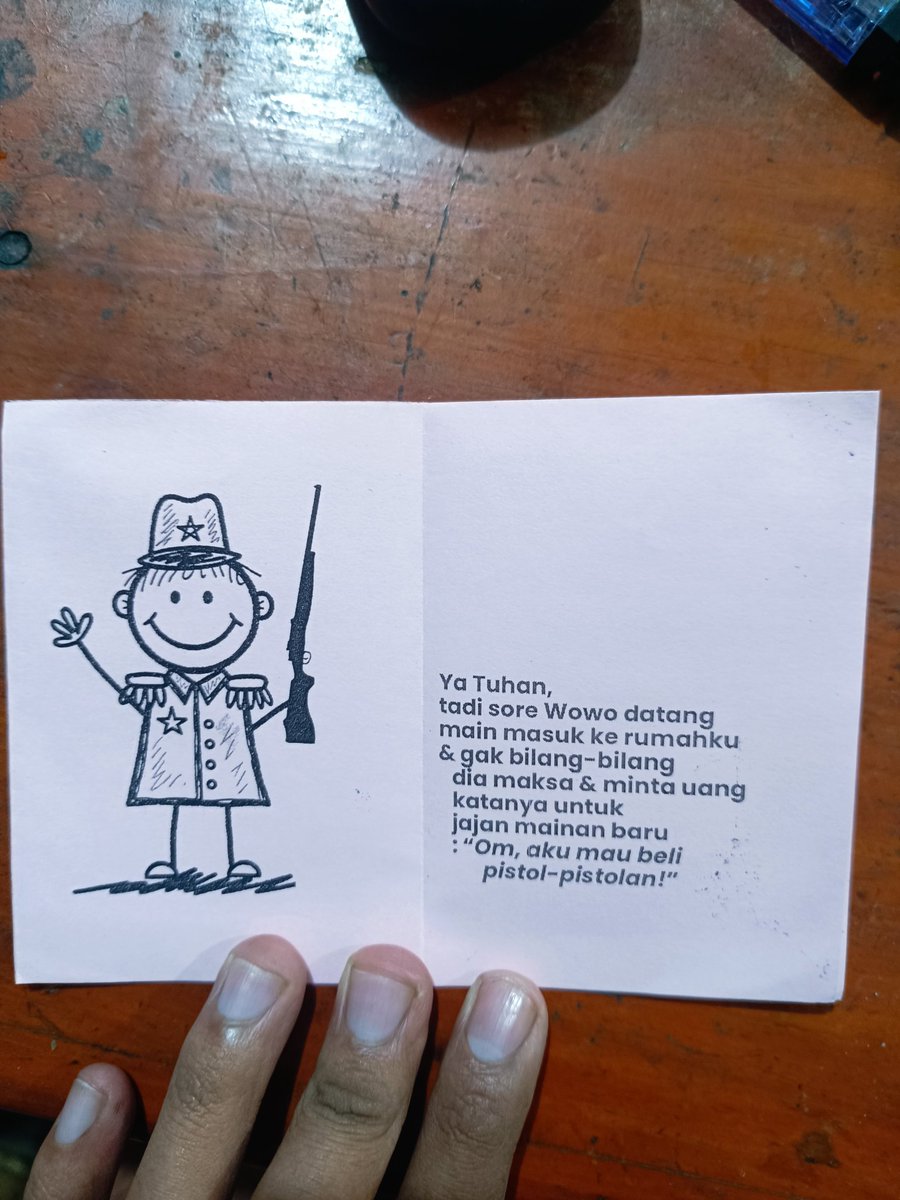 Ya Tuhan,
tadi sore Wowo datang
main masuk ke rumahku
& gak bilang-bilang
dia maksa & minta uang
katanya untuk
jajan mainan baru
: “Om, aku mau beli
pistol-pistolan!”